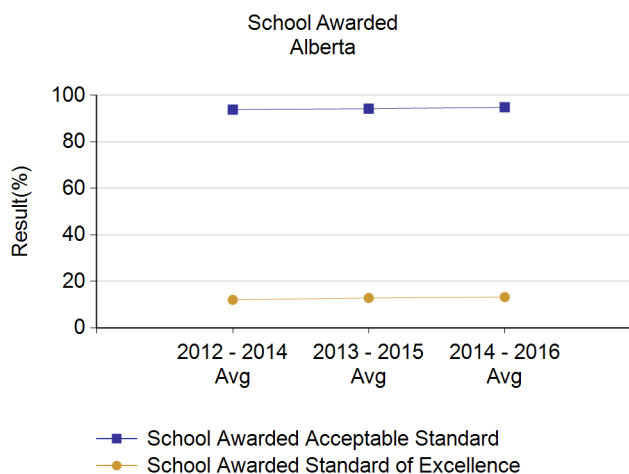 School Awarded
Alberta
100
80
60
40
20
0
Result(%)
2012 - 2014
Avg
2013 - 2015
Avg
2014 - 2016
Avg
School Awarded Acceptable Standard
School Awarded Standard of Excellence